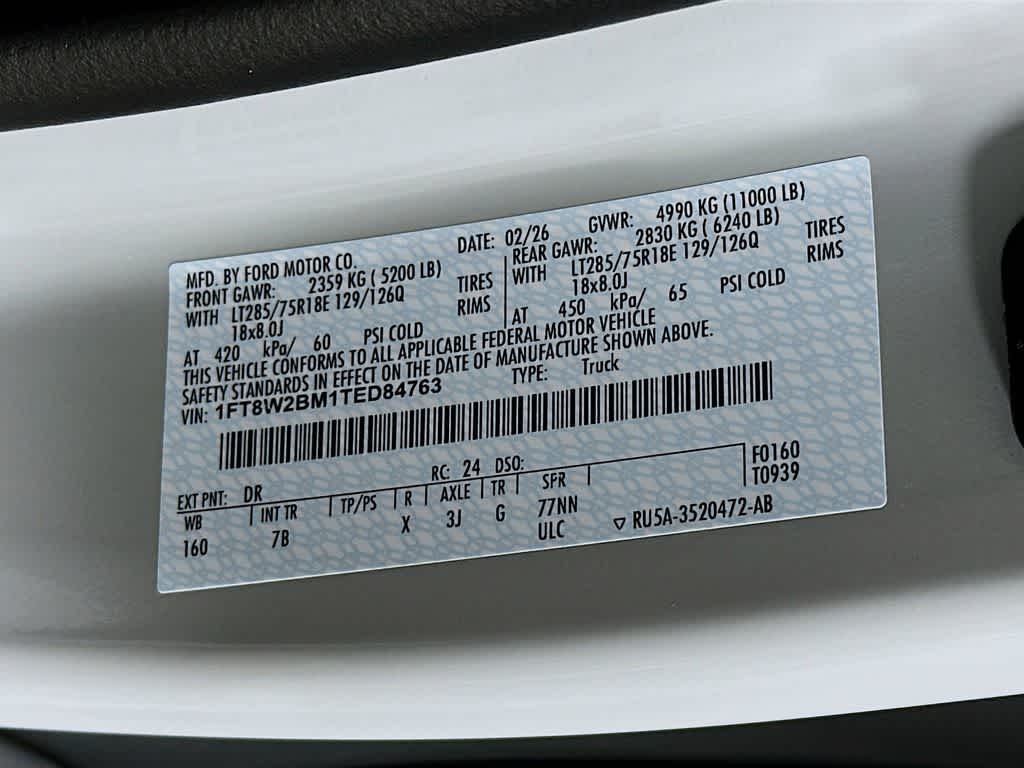 MFD. BY FORD MOTOR CO. DATE: 02/26 GVWR: 4990 KG (11000 LB)
FRONT GAWR: 2359 KG ( 5200 LB) REAR GAWR: 2830 KG ( 6240 LB)
WITH LT285/75R18E 129/126Q TIRES WITH LT285/75R18E 129/126Q TIRES
18x8.0J RIMS 18x8.0J RIMS
AT 420 kPa/ 60 PSI COLD AT 450 kPa/ 65 PSI COLD
THIS VEHICLE CONFORMS TO ALL APPLICABLE FEDERAL MOTOR VEHICLE
SAFETY STANDARDS IN EFFECT ON THE DATE OF MANUFACTURE SHOWN ABOVE.
VIN: 1FT8W2BM1TED84763 TYPE: Truck
F0160
T0939
EXT PNT: DR RC: 24 DSO:
WB INT TR TP/PS R AXLE TR SPR
160 7B X 3J G 77NN
ULC ▽ RU5A-3520472-AB